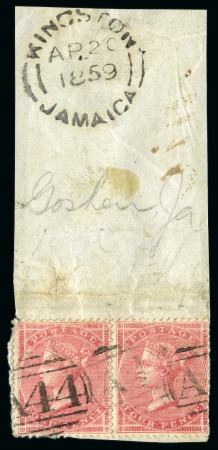 KINGSTON
AP 20
1859
JAMAICA
Goshen Ja
POSTAGE POSTAGE
A44 A
FOUR PENCE